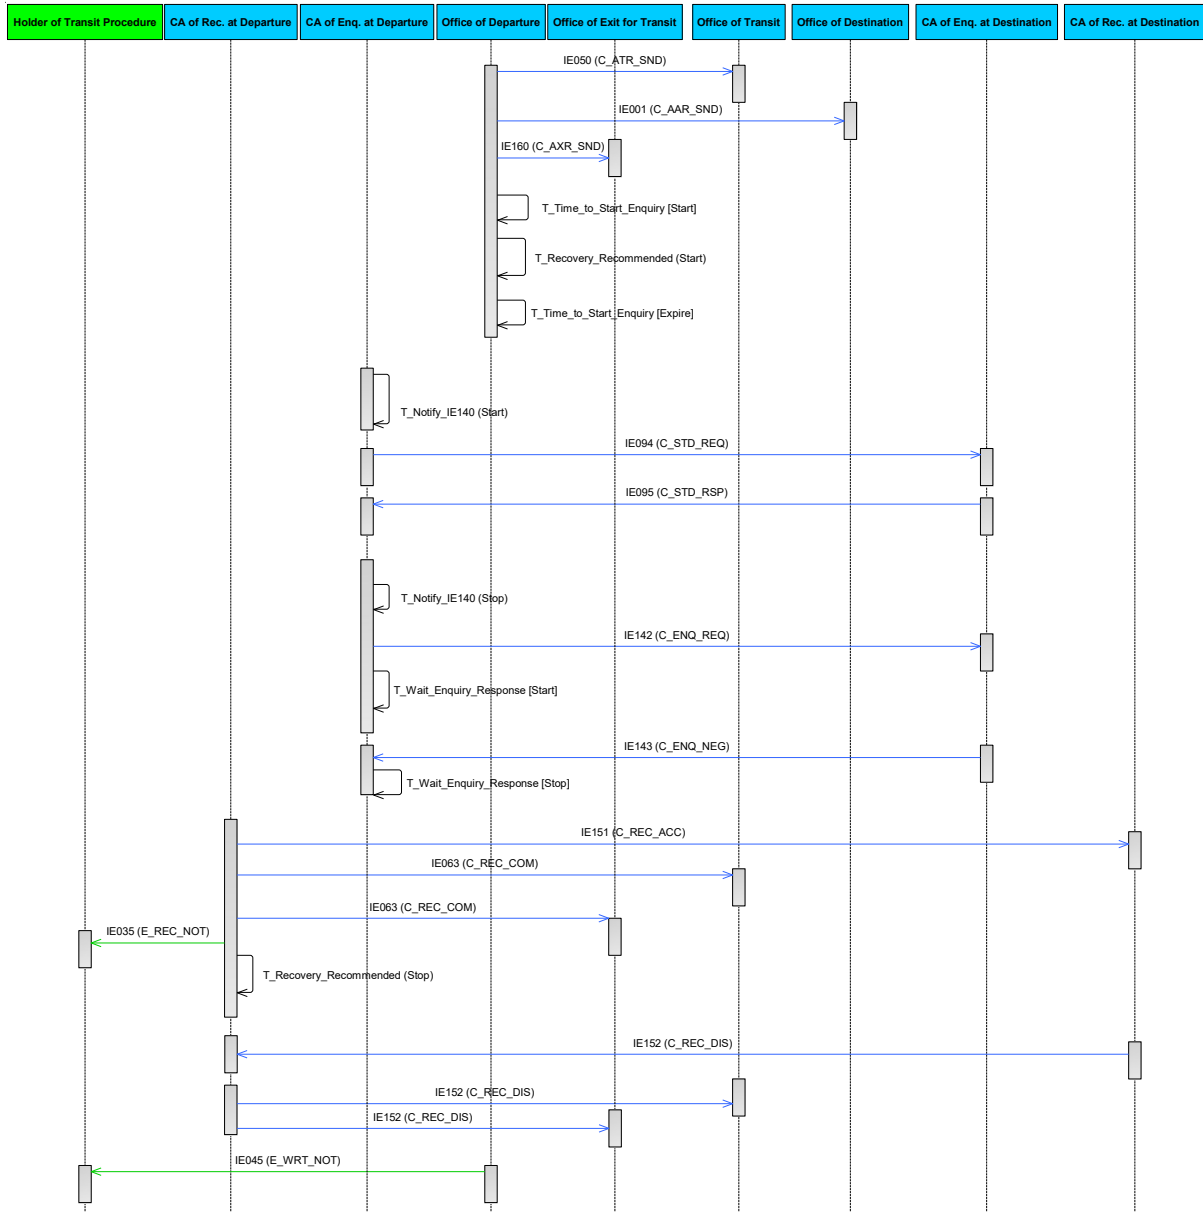 Holder of Transit Procedure
CA of Rec. at Departure
CA of Enq. at Departure
Office of Departure
Office of Exit for Transit
Office of Transit
Office of Destination
CA of Enq. at Destination
CA of Rec. at Destination
IE050 (C_ATR_SND)
IE001 (C_AAR_SND)
IE160 (C_AXR_SND)
T_Time_to_Start_Enquiry [Start]
T_Recovery_Recommended (Start)
T_Time_to_Start_Enquiry [Expire]
T_Notify_IE140 (Start)
IE094 (C_STD_REQ)
IE095 (C_STD_RSP)
T_Notify_IE140 (Stop)
IE142 (C_ENQ_REQ)
T_Wait_Enquiry_Response [Start]
IE143 (C_ENQ_NEG)
T_Wait_Enquiry_Response [Stop]
IE151 (C_REC_ACC)
IE063 (C_REC_COM)
IE063 (C_REC_COM)
IE035 (E_REC_NOT)
T_Recovery_Recommended (Stop)
IE152 (C_REC_DIS)
IE152 (C_REC_DIS)
IE152 (C_REC_DIS)
IE045 (E_WRT_NOT)